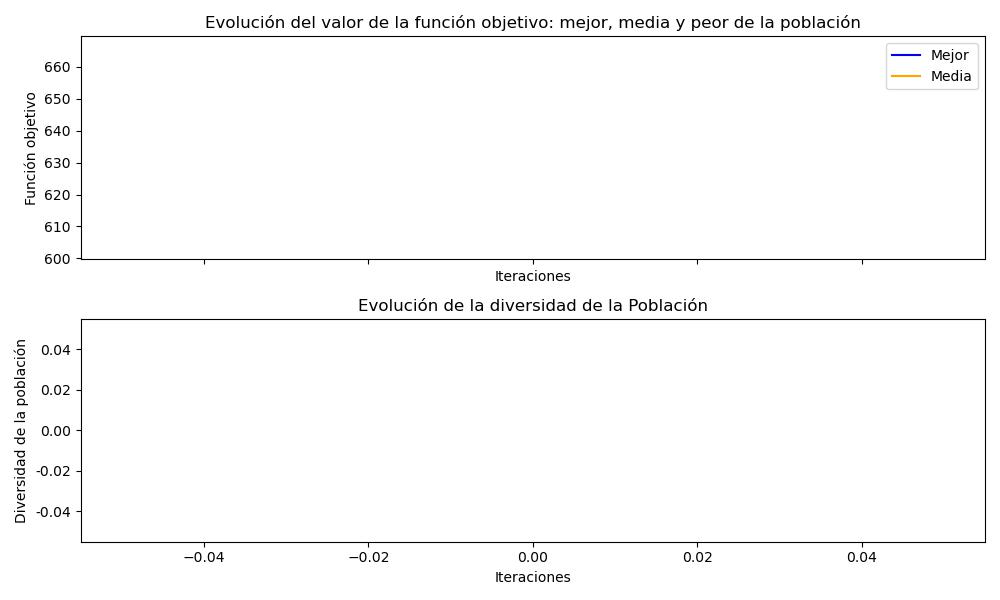 Evolución del valor de la función objetivo: mejor, media y peor de la población
Mejor
Media
Función objetivo
660
650
640
630
620
610
600
Iteraciones
Evolución de la diversidad de la Población
Diversidad de la población
0.04
0.02
0.00
-0.02
-0.04
−0.04
−0.02
0.00
0.02
0.04
Iteraciones